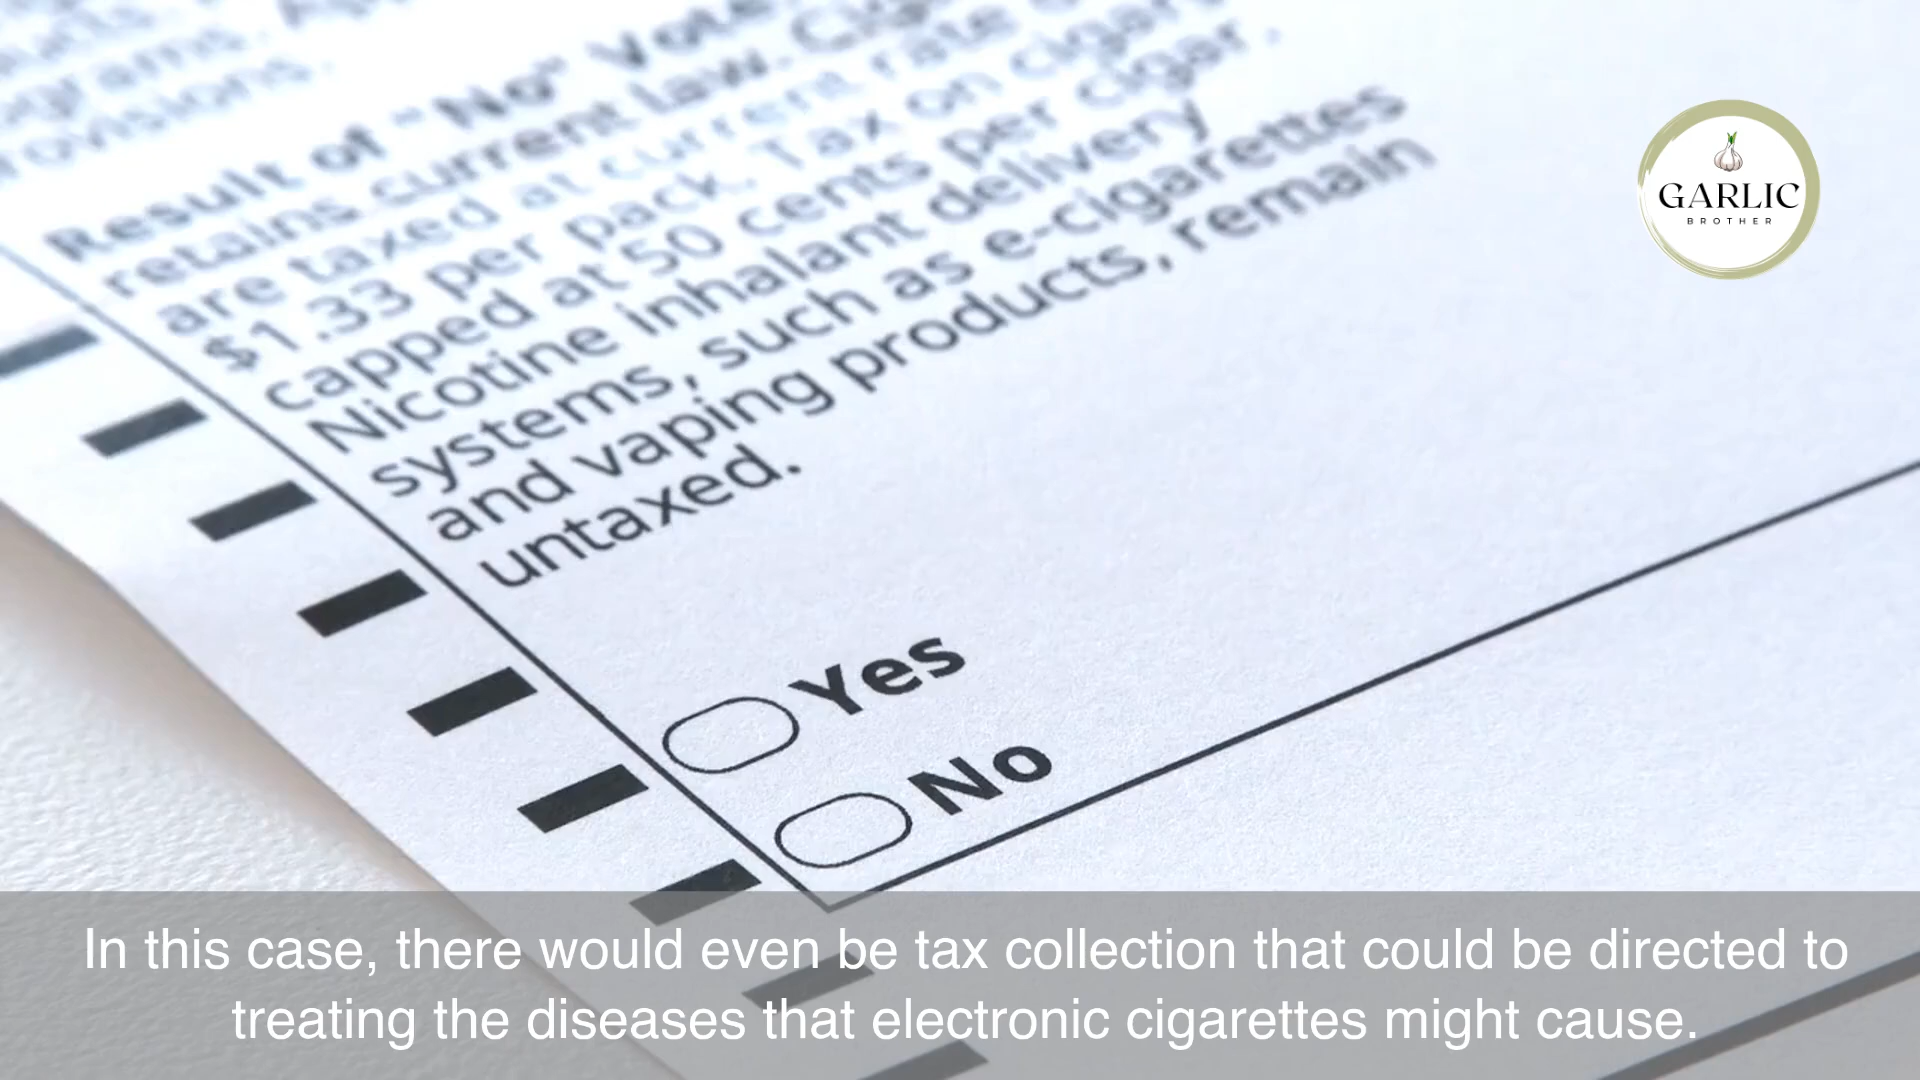 ograms.
rovisions.
Result of "No" Vote
retains current law. Cig
are taxed at current rate
$1.33 per pack. Tax on cigars
capped at 50 cents per cigar.
Nicotine inhalant delivery
systems, such as e-cigarettes
and vaping products, remain
untaxed.
Yes
No
GARLIC
BROTHER
In this case, there would even be tax collection that could be directed to
treating the diseases that electronic cigarettes might cause.